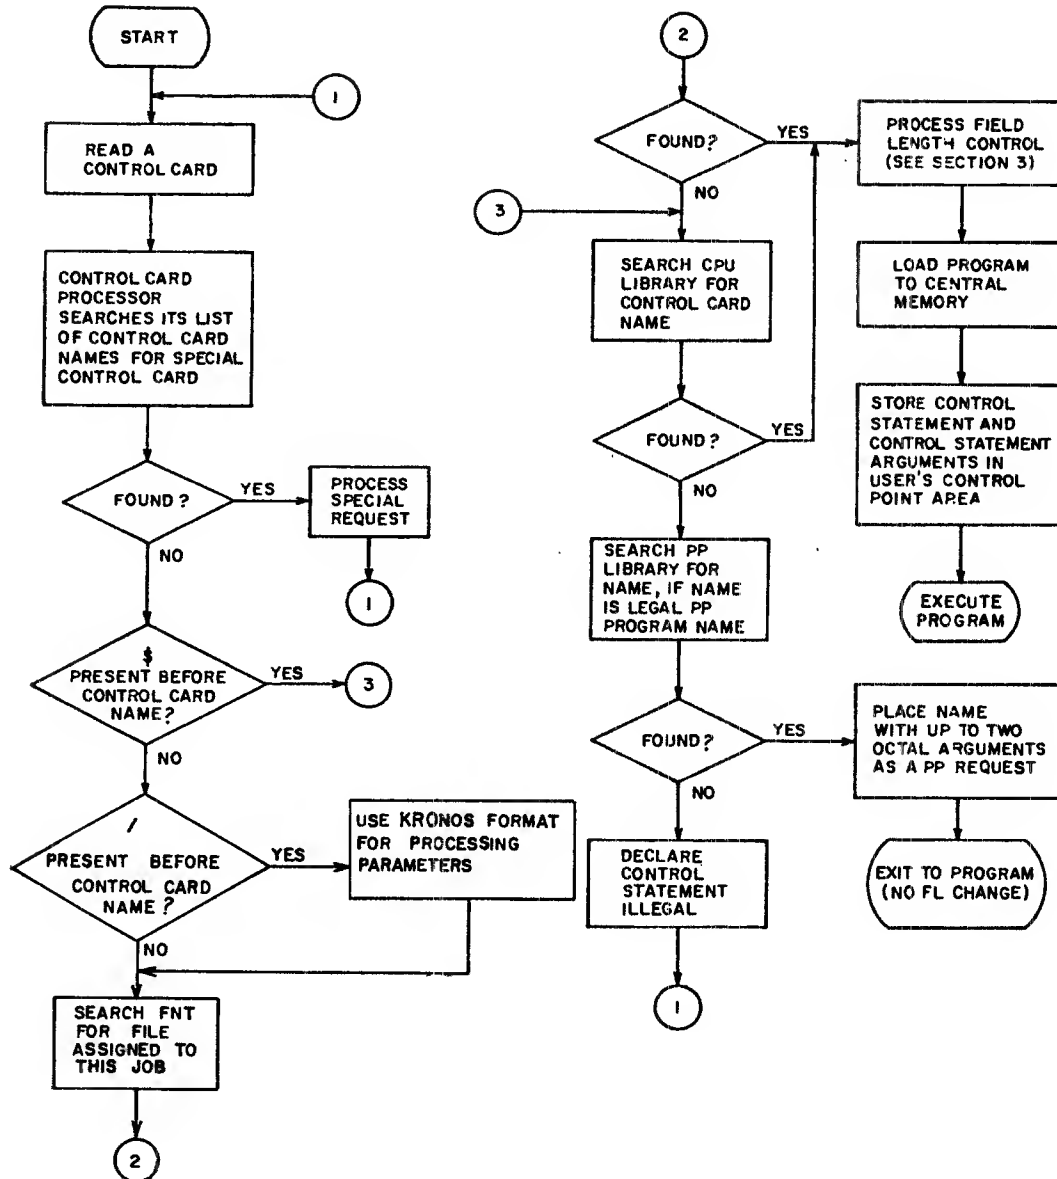 START
1
READ A
CONTROL CARD
CONTROL CARD
PROCESSOR
SEARCHES ITS LIST
OF CONTROL CARD
NAMES FOR SPECIAL
CONTROL CARD
FOUND?
YES
PROCESS
SPECIAL
REQUEST
1
NO
$
PRESENT BEFORE
CONTROL CARD
NAME?
YES
3
NO
/
PRESENT BEFORE
CONTROL CARD
NAME?
YES
USE KRONOS FORMAT
FOR PROCESSING
PARAMETERS
NO
SEARCH FNT
FOR FILE
ASSIGNED TO
THIS JOB
2
2
FOUND?
YES
PROCESS FIELD
LENGTH CONTROL
(SEE SECTION 3)
NO
3
SEARCH CPU
LIBRARY FOR
CONTROL CARD
NAME
LOAD PROGRAM
TO CENTRAL
MEMORY
FOUND?
YES
STORE CONTROL
STATEMENT AND
CONTROL STATEMENT
ARGUMENTS IN
USER'S CONTROL
POINT AREA
NO
SEARCH PP
LIBRARY FOR
NAME, IF NAME
IS LEGAL PP
PROGRAM NAME
EXECUTE
PROGRAM
FOUND?
YES
PLACE NAME
WITH UP TO TWO
OCTAL ARGUMENTS
AS A PP REQUEST
NO
DECLARE
CONTROL
STATEMENT
ILLEGAL
EXIT TO PROGRAM
(NO FL CHANGE)
1